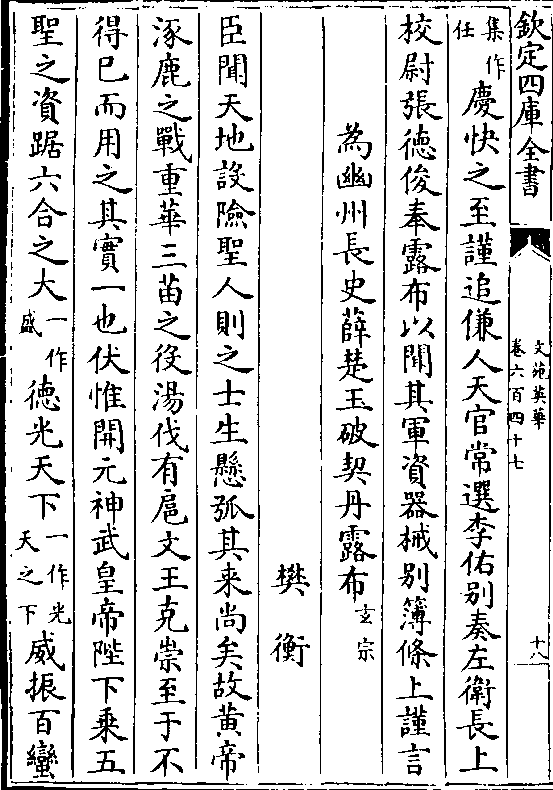 欽定四庫全書
文苑英華
卷六百四十七
十八
集作任慶快之至謹追傔人天官常選李佑别奏左衛長上
校尉張德俊奉露布以聞其軍資器械别簿條上謹言
為幽州長史薛楚玉破契丹露布玄宗
樊衡
臣聞天地設險聖人則之士生懸弧其来尚矣故黄帝
涿鹿之戰重華三苗之役湯伐有扈文王克崇至于不
得已而用之其實一也伏惟開元神武皇帝陛下乘五
聖之資踞六合之大一作盛德光天下一作光天之下威振百蠻